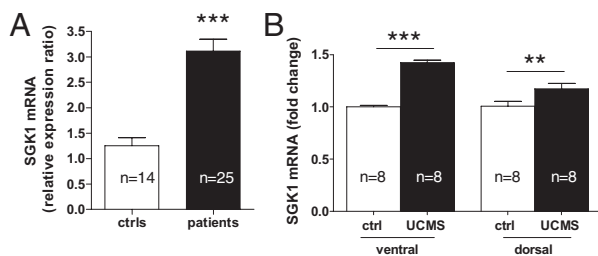 A
SGK1 mRNA
(relative expression ratio)
3.5
3.0
2.5
2.0
1.5
1.0
0.5
0.0
***
n=14
n=25
ctrls
patients
B
SGK1 mRNA (fold change)
1.5
1.0
0.5
0.0
***
**
n=8
n=8
n=8
n=8
ctrl UCMS ctrl UCMS
ventral dorsal